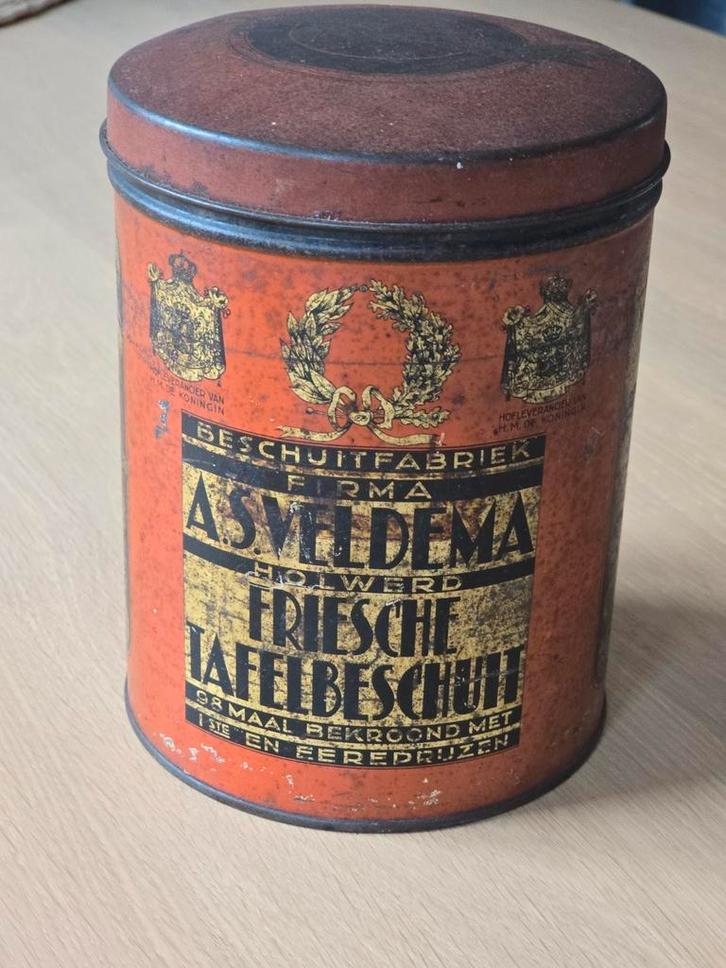 HOFLEVERANCIER VAN
H.M. DE KONINGIN
HOFLEVERANCIER VAN
H.M. DE KONINGIN
BESCHUITFABRIEK
FIRMA
A.S.VELDEMA
HOLWERD
FRIESCHE
TAFELBESCHUIT
98 MAAL BEKROOND MET
1STE EN EEREPRIJZEN